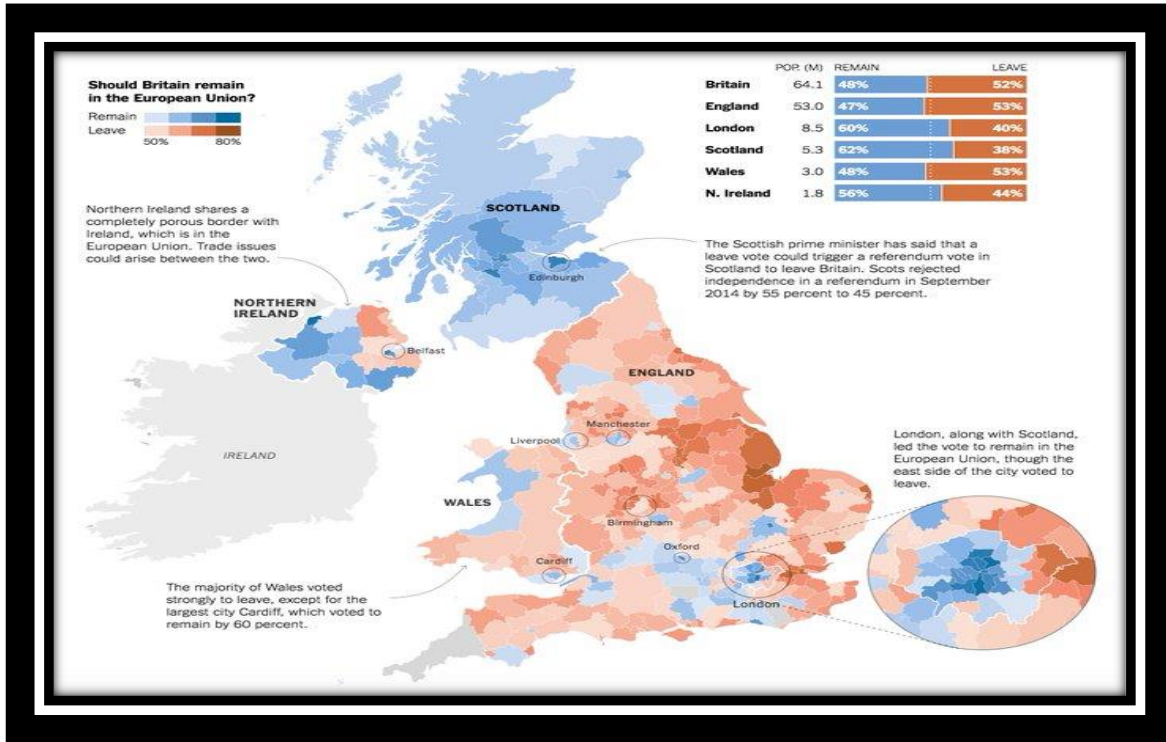 Should Britain remain
in the European Union?
Remain
Leave
50% 80%
POP. (M) REMAIN LEAVE
Britain 64.1 48% 52%
England 53.0 47% 53%
London 8.5 60% 40%
Scotland 5.3 62% 38%
Wales 3.0 48% 53%
N. Ireland 1.8 56% 44%
Northern Ireland shares a
completely porous border with
Ireland, which is in the
European Union. Trade issues
could arise between the two.
SCOTLAND
Edinburgh
The Scottish prime minister has said that a
leave vote could trigger a referendum vote in
Scotland to leave Britain. Scots rejected
independence in a referendum in September
2014 by 55 percent to 45 percent.
NORTHERN
IRELAND
Belfast
ENGLAND
Manchester
Liverpool
IRELAND
London, along with Scotland,
led the vote to remain in the
European Union, though the
east side of the city voted to
leave.
WALES
Birmingham
Oxford
Cardiff
London
The majority of Wales voted
strongly to leave, except for the
largest city Cardiff, which voted to
remain by 60 percent.